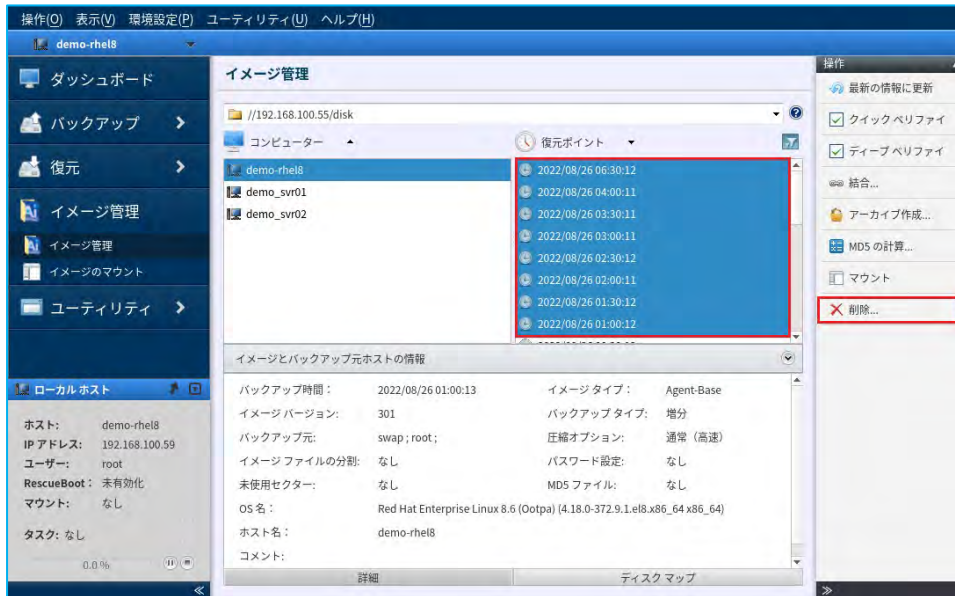 操作(O) 表示(V) 環境設定(P) ユーティリティ(U) ヘルプ(H)
demo-rhel8
ダッシュボード
バックアップ
復元
イメージ管理
イメージ管理
イメージのマウント
ユーティリティ
ローカル ホスト
ホスト: demo-rhel8
IP アドレス: 192.168.100.59
ユーザー: root
RescueBoot: 未有効化
マウント: なし
タスク: なし
0.0 %
イメージ管理
//192.168.100.55/disk
コンピューター
demo-rhel8
demo_svr01
demo_svr02
復元ポイント
2022/08/26 06:30:12
2022/08/26 04:00:11
2022/08/26 03:30:11
2022/08/26 03:00:11
2022/08/26 02:30:12
2022/08/26 02:00:11
2022/08/26 01:30:12
2022/08/26 01:00:12
イメージとバックアップ元ホストの情報
バックアップ時間: 2022/08/26 01:00:13 イメージ タイプ: Agent-Base
イメージ バージョン: 301 バックアップ タイプ: 増分
バックアップ元: swap ; root ; 圧縮オプション: 通常（高速）
イメージ ファイルの分割: なし パスワード設定: なし
未使用セクター: なし MD5 ファイル: なし
OS 名: Red Hat Enterprise Linux 8.6 (Ootpa) (4.18.0-372.9.1.el8.x86_64 x86_64)
ホスト名: demo-rhel8
コメント:
詳細 ディスク マップ
操作
最新の情報に更新
クイック ベリファイ
ディープ ベリファイ
結合...
アーカイブ作成...
MD5 の計算...
マウント
削除...